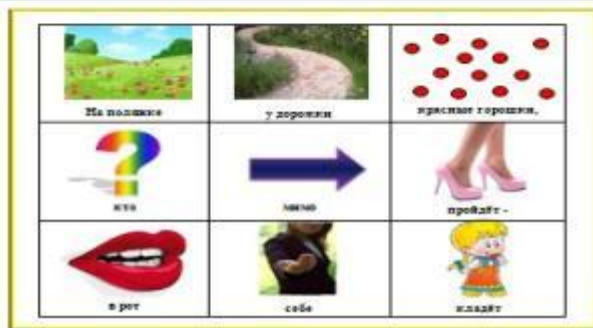 На полянке
у дорожки
красные горошки,
кто
мимо
пройдёт -
в рот
себе
кладёт